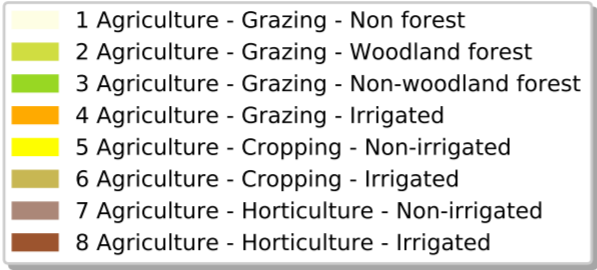 1 Agriculture - Grazing - Non forest
2 Agriculture - Grazing - Woodland forest
3 Agriculture - Grazing - Non-woodland forest
4 Agriculture - Grazing - Irrigated
5 Agriculture - Cropping - Non-irrigated
6 Agriculture - Cropping - Irrigated
7 Agriculture - Horticulture - Non-irrigated
8 Agriculture - Horticulture - Irrigated